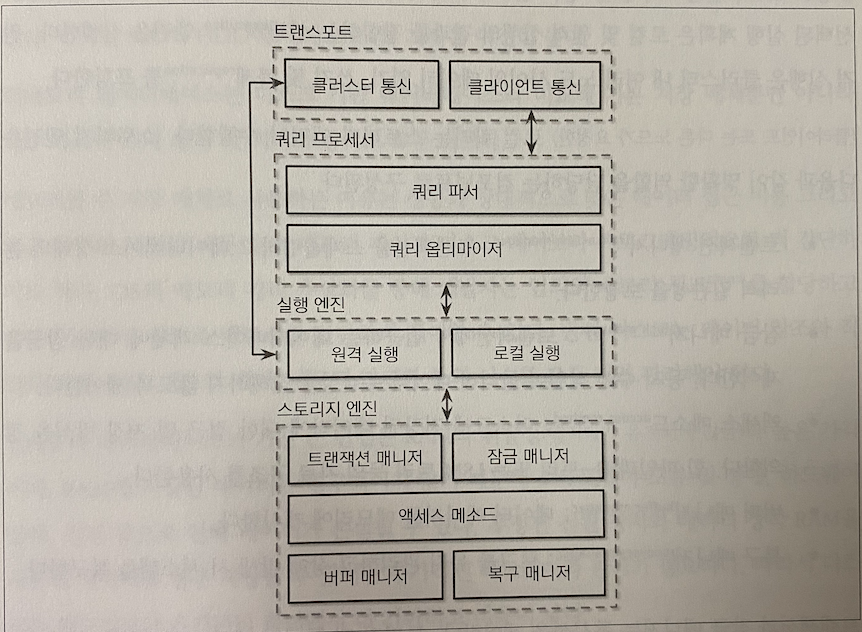 트랜스포트
클러스터 통신
클라이언트 통신
쿼리 프로세서
쿼리 파서
쿼리 옵티마이저
실행 엔진
원격 실행
로컬 실행
스토리지 엔진
트랜잭션 매니저
잠금 매니저
액세스 메소드
버퍼 매니저
복구 매니저